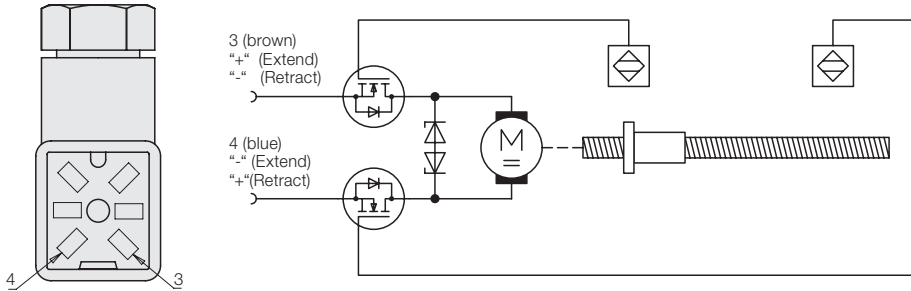 3 (brown)
“+“ (Extend)
“-“ (Retract)
4 (blue)
“-“ (Extend)
“+“(Retract)
M
4
3